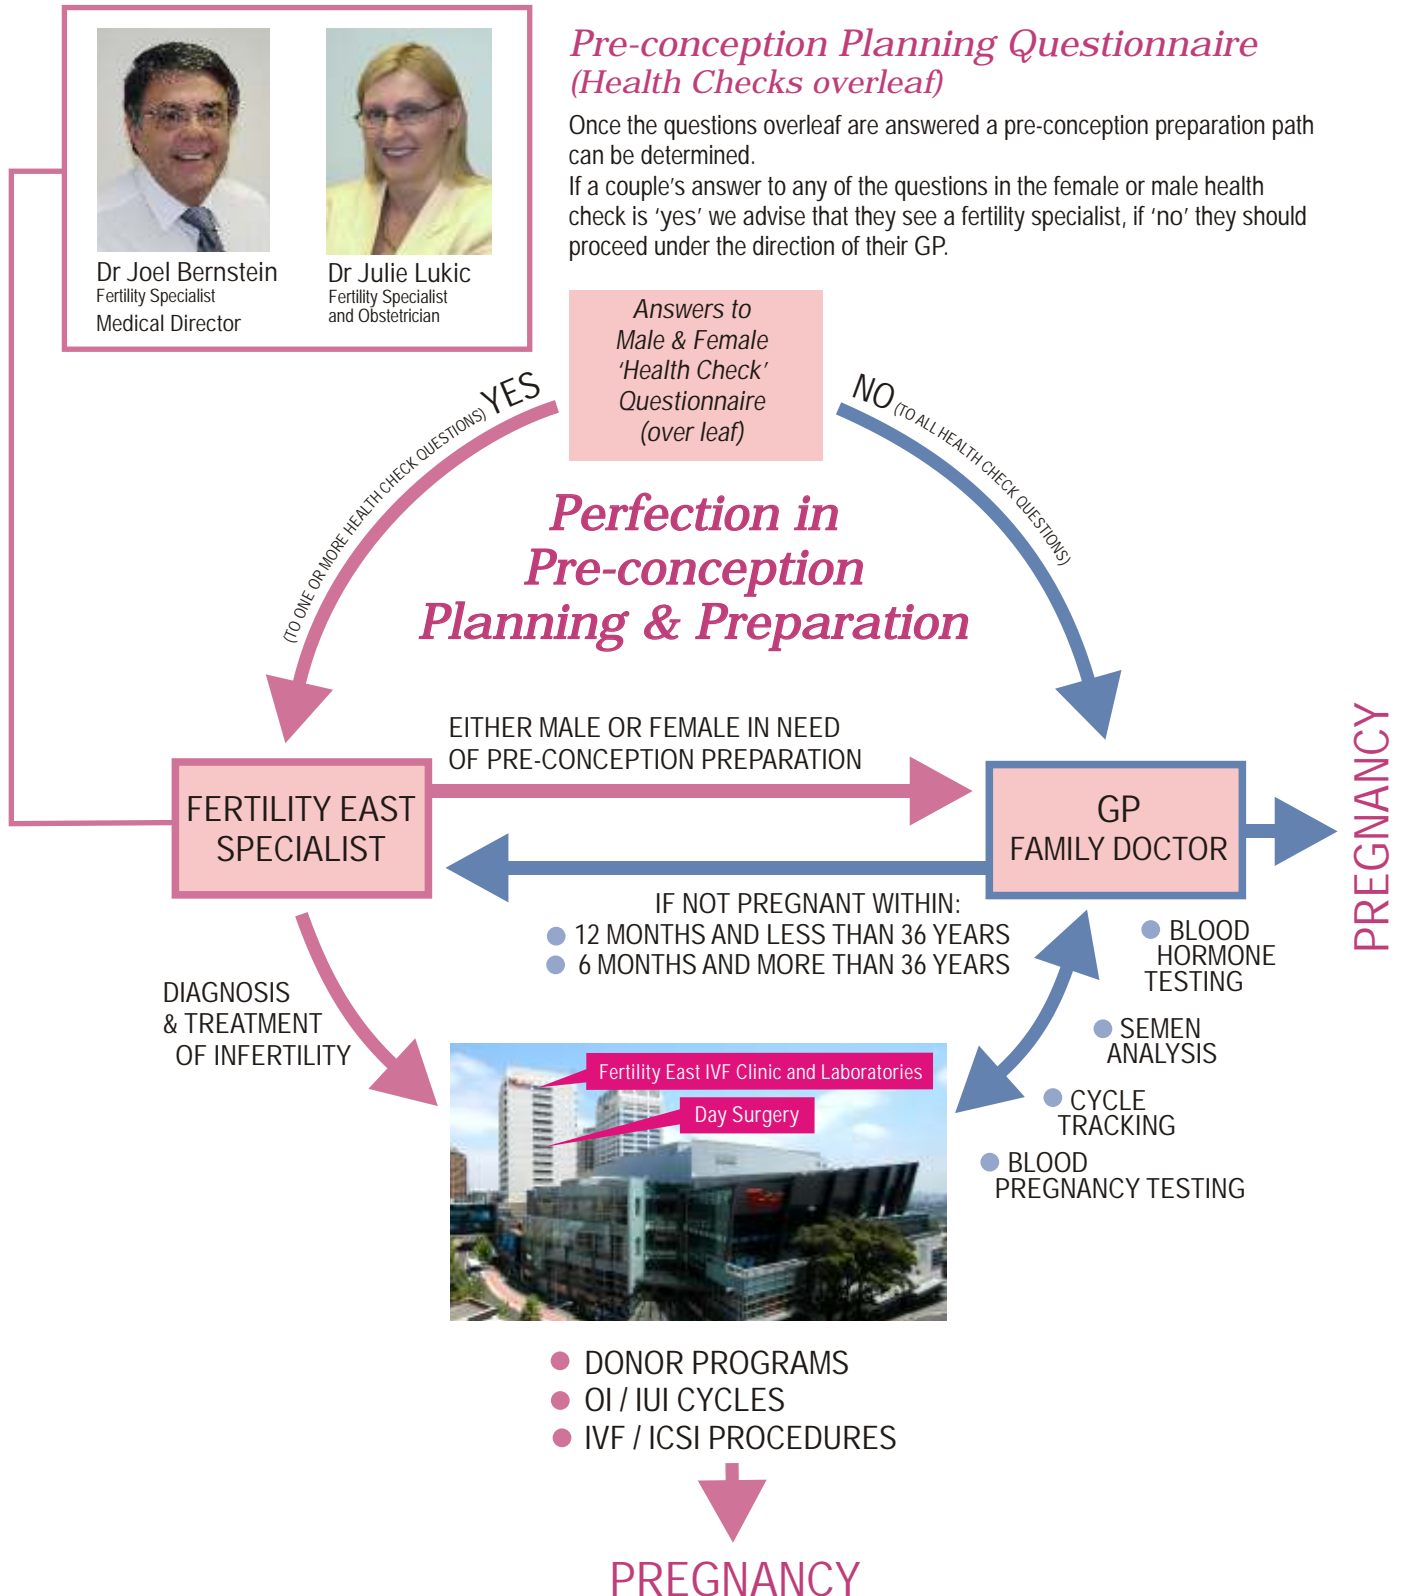 Dr Joel Bernstein
Fertility Specialist
Medical Director
Dr Julie Lukic
Fertility Specialist
and Obstetrician
Pre-conception Planning Questionnaire
(Health Checks overleaf)
Once the questions overleaf are answered a pre-conception preparation path
can be determined.
If a couple's answer to any of the questions in the female or male health
check is ‘yes’ we advise that they see a fertility specialist, if ‘no’ they should
proceed under the direction of their GP.
Answers to
Male & Female
‘Health Check’
Questionnaire
(over leaf)
(TO ONE OR MORE HEALTH CHECK QUESTIONS) YES
NO (TO ALL HEALTH CHECK QUESTIONS)
Perfection in
Pre-conception
Planning & Preparation
EITHER MALE OR FEMALE IN NEED
OF PRE-CONCEPTION PREPARATION
FERTILITY EAST
SPECIALIST
GP
FAMILY DOCTOR
PREGNANCY
IF NOT PREGNANT WITHIN:
12 MONTHS AND LESS THAN 36 YEARS
6 MONTHS AND MORE THAN 36 YEARS
DIAGNOSIS
& TREATMENT
OF INFERTILITY
BLOOD
HORMONE
TESTING
SEMEN
ANALYSIS
CYCLE
TRACKING
BLOOD
PREGNANCY TESTING
Fertility East IVF Clinic and Laboratories
Day Surgery
DONOR PROGRAMS
OI / IUI CYCLES
IVF / ICSI PROCEDURES
PREGNANCY